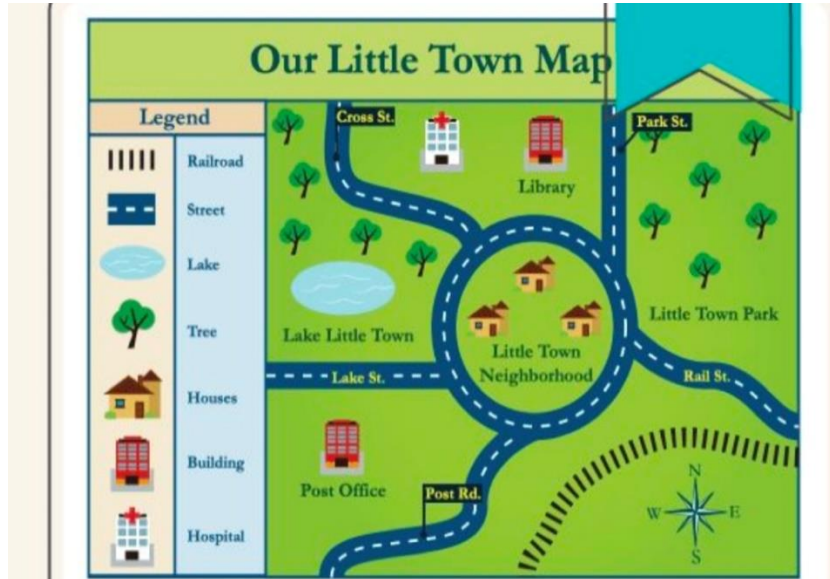 Our Little Town Map
Legend
Railroad
Street
Lake
Tree
Houses
Building
Hospital
Cross St.
Library
Park St.
Little Town Park
Lake Little Town
Little Town
Neighborhood
Lake St.
Rail St.
Post Office
Post Rd.
N
W
E
S